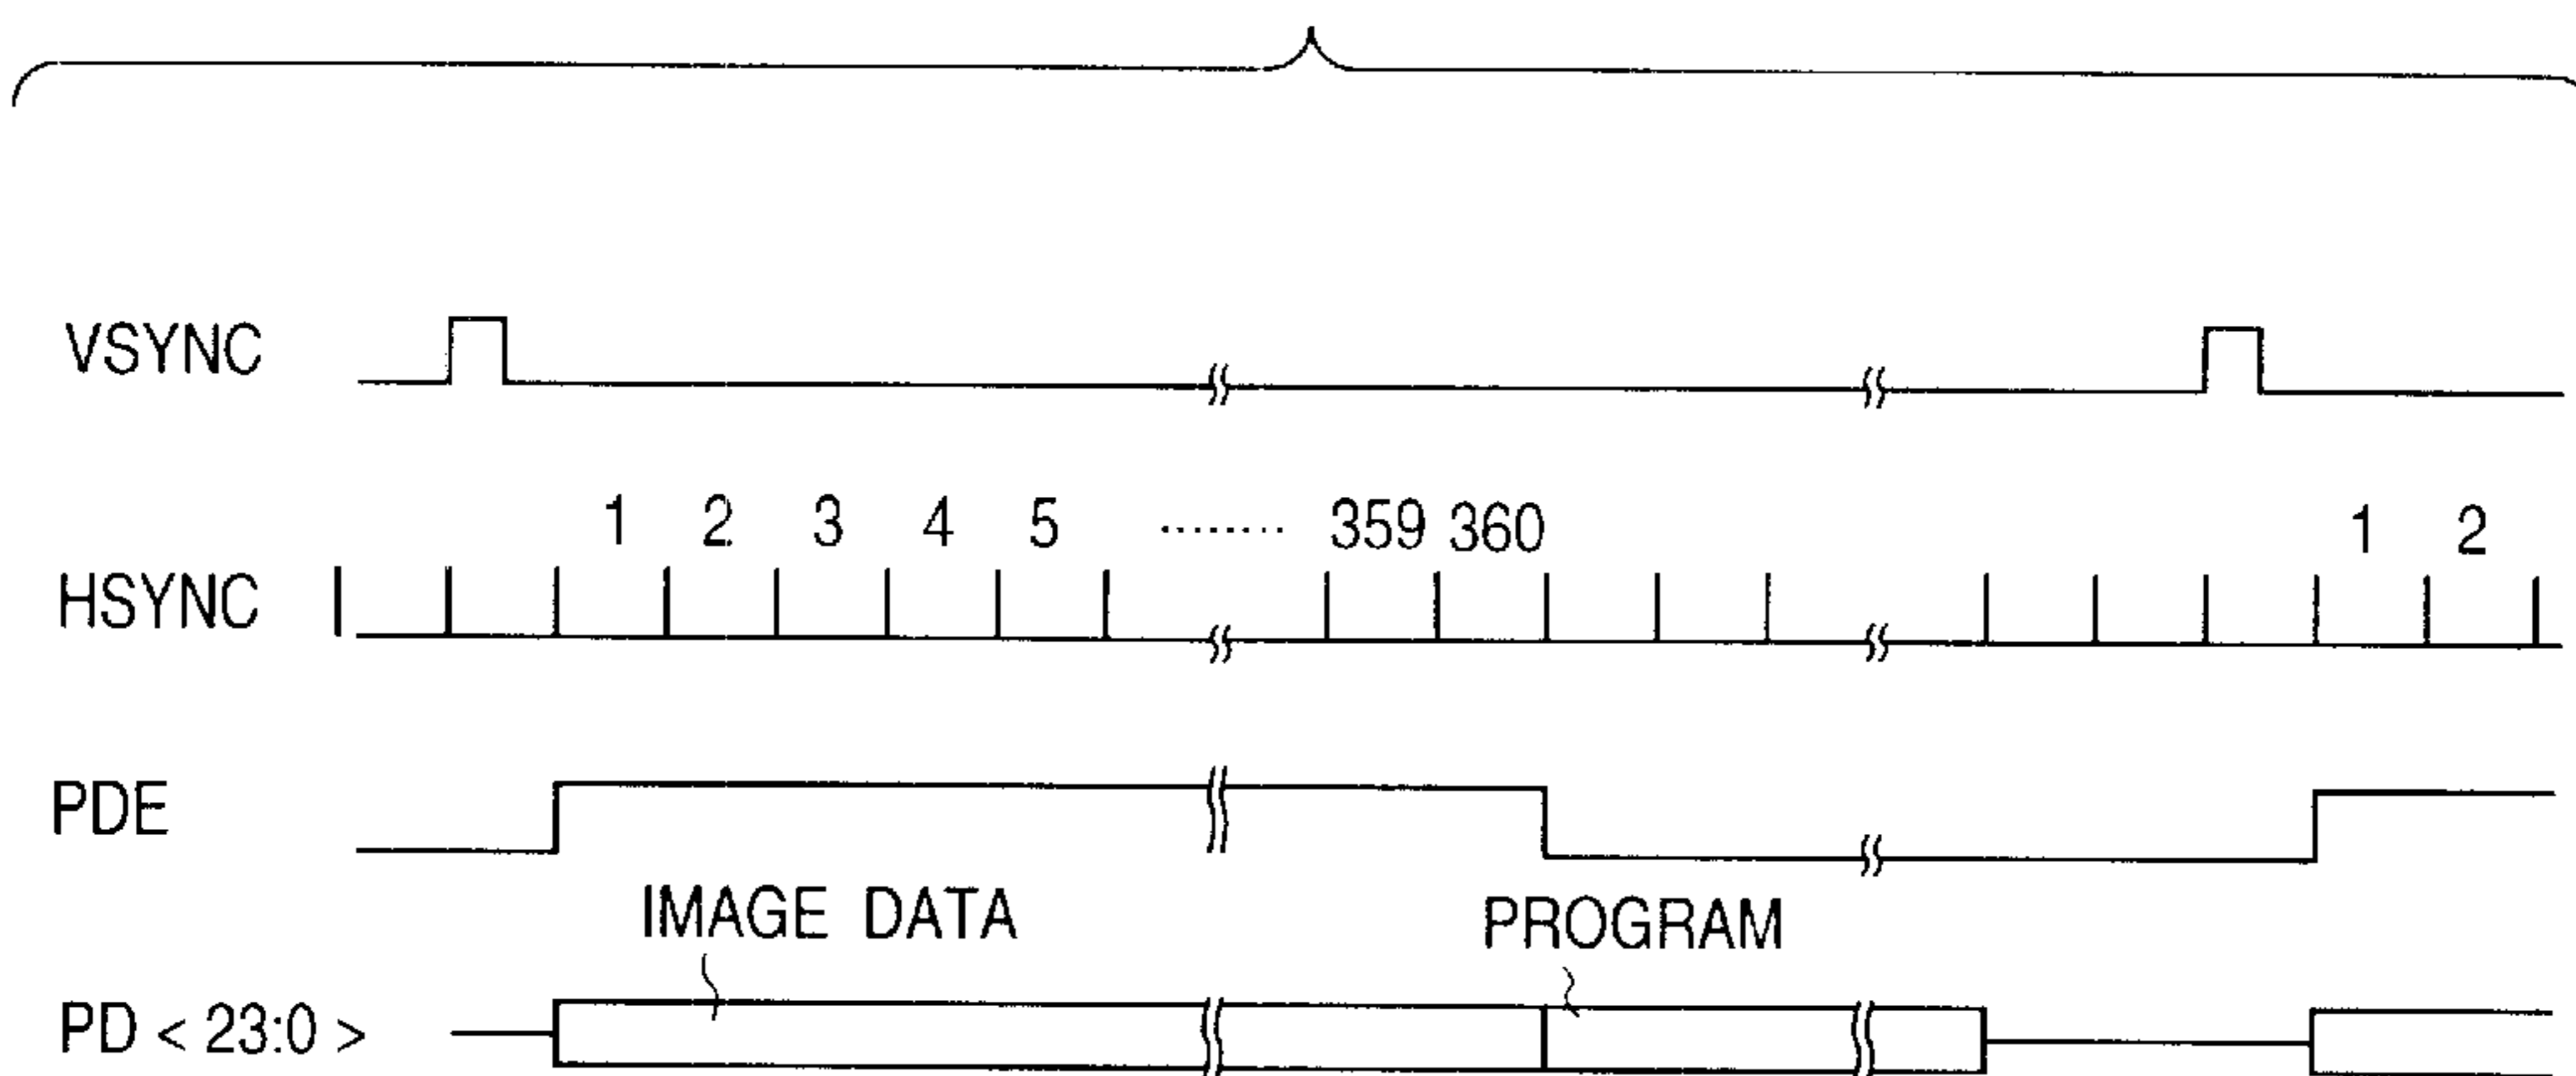 VSYNC
1 2 3 4 5 ........ 359 360 1 2
HSYNC
PDE
IMAGE DATA PROGRAM
PD < 23:0 >